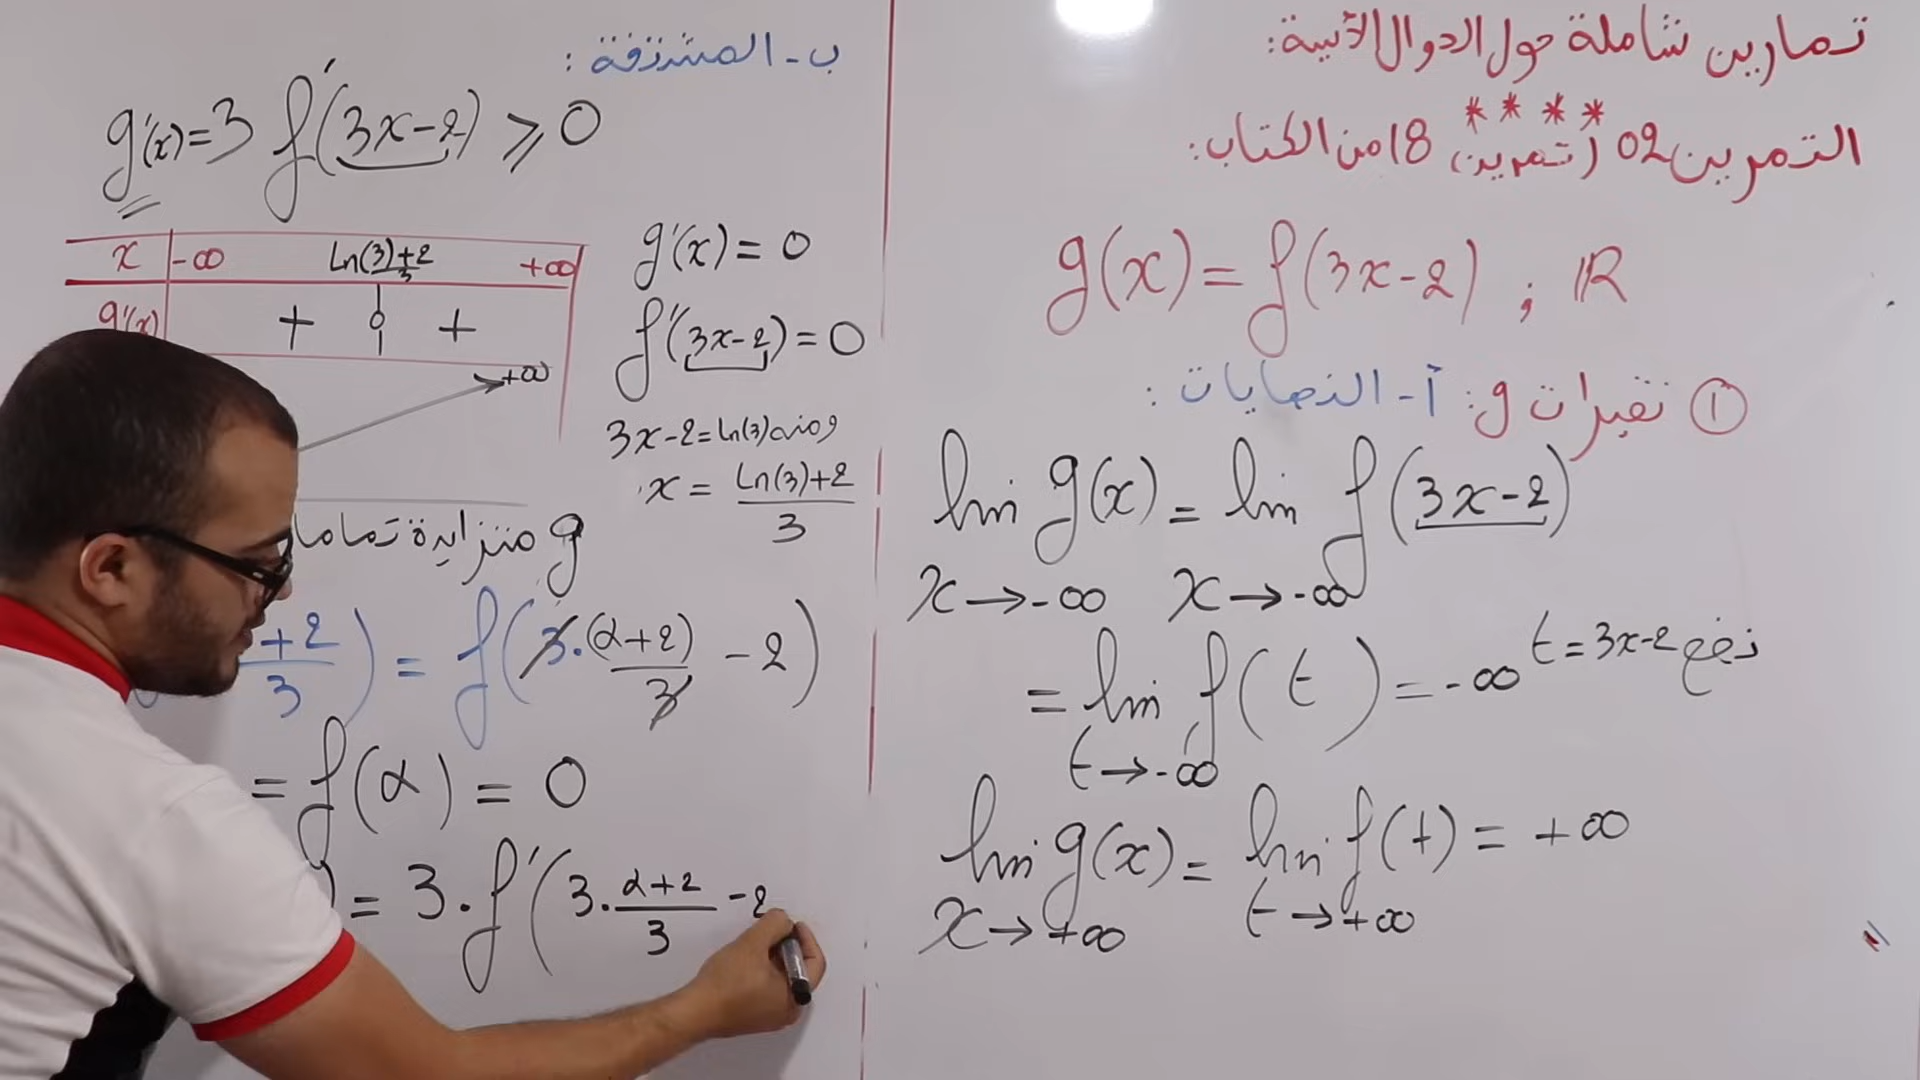 تمارين شاملة حول الدوال الأسية:
التمرين 02 (تمرين 18 من الكتاب:
****
g(x) = f(3x-2) ; ℝ
① تغيرات g: أ- النهايات:
lim g(x) = lim f(3x-2)
x→-∞ x→-∞
= lim f(t) = -∞ نضع t = 3x-2
t→-∞
lim g(x) = lim f(t) = +∞
x→+∞ t→+∞
ب- المشتقة:
g'(x) = 3 f'(3x-2) ⩾ 0
x -∞ ln(3)+2/3 +∞
g'(x) + 0 +
+∞
g'(x) = 0
f'(3x-2) = 0
3x-2 = ln(3) ومنه
x = ln(3)+2/3
g متزايدة تماما
+2/3) = f(3.(α+2)/3 - 2)
= f(α) = 0
) = 3.f'(3.α+2/3 -2